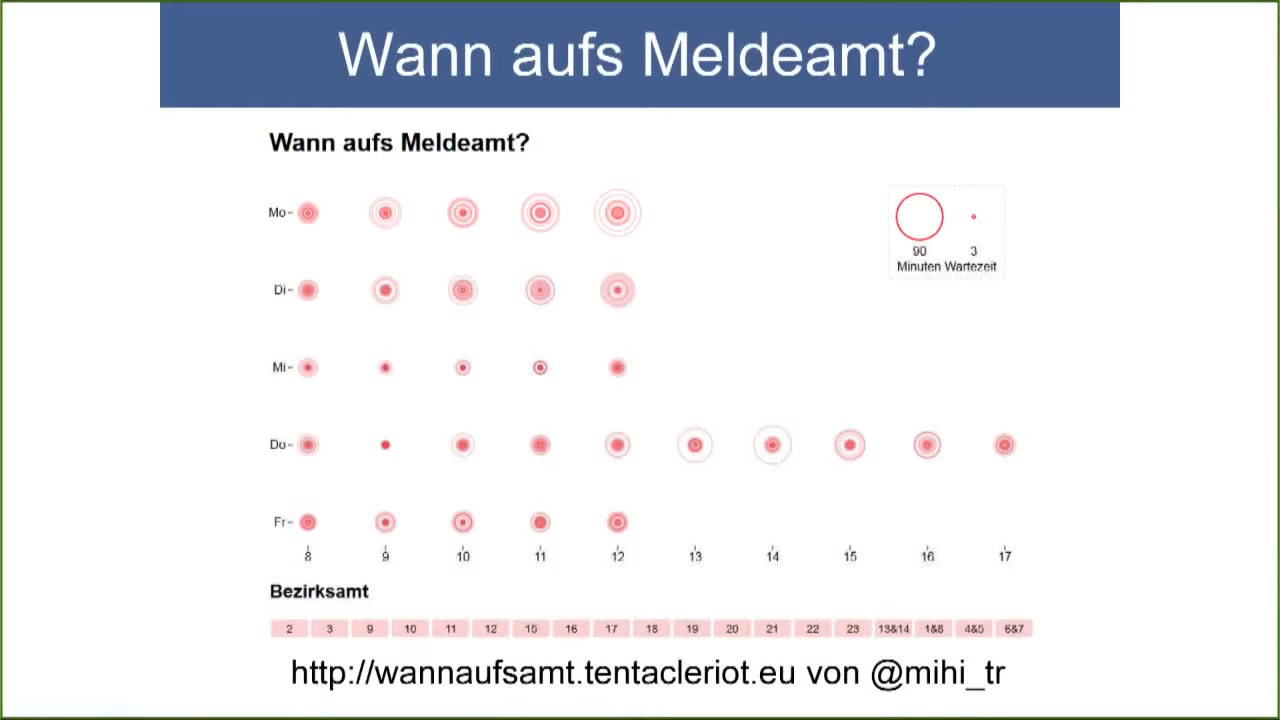 Wann aufs Meldeamt?
Wann aufs Meldeamt?
Mo
90 3
Minuten Wartezeit
Di
Mi
Do
Fr
8 9 10 11 12 13 14 15 16 17
Bezirksamt
2 3 9 10 11 12 15 16 17 18 19 20 21 22 23 13&14 1&8 4&5 6&7
http://wannaufsamt.tentacleriot.eu von @mihi_tr